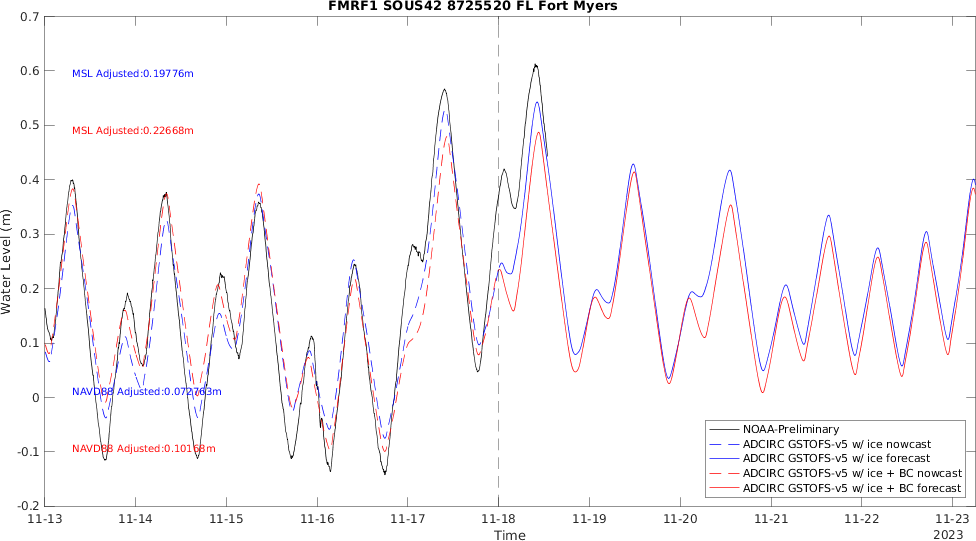 FMRF1 SOUS42 8725520 FL Fort Myers
0.7
0.6
0.5
0.4
0.3
0.2
0.1
0
-0.1
-0.2
Water Level (m)
MSL Adjusted:0.19776m
MSL Adjusted:0.22668m
NAVD88 Adjusted:0.072763m
NAVD88 Adjusted:0.10168m
NOAA-Preliminary
ADCIRC GSTOFS-v5 w/ ice nowcast
ADCIRC GSTOFS-v5 w/ ice forecast
ADCIRC GSTOFS-v5 w/ ice + BC nowcast
ADCIRC GSTOFS-v5 w/ ice + BC forecast
11-13 11-14 11-15 11-16 11-17 11-18 11-19 11-20 11-21 11-22 11-23
Time
2023